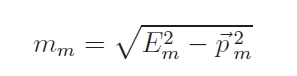 $m_m = \sqrt{E_m^2 - \vec{p}_m^{\,2}}$